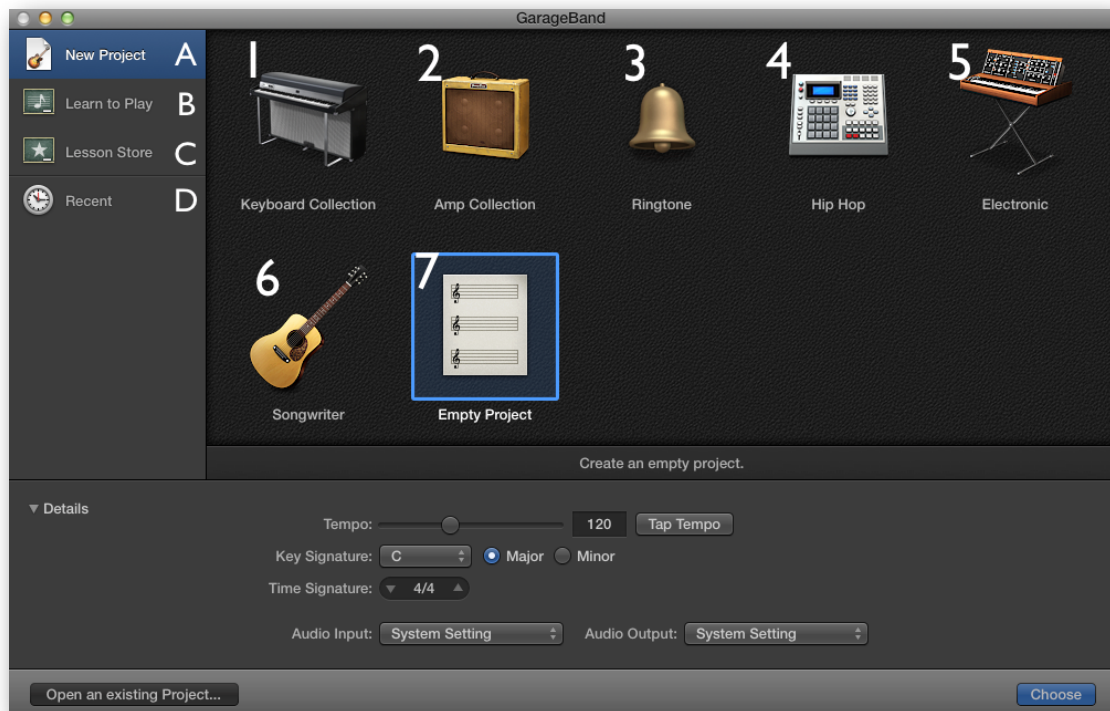 GarageBand
New Project A
Learn to Play B
Lesson Store C
Recent D
1 2 3 4 5
Keyboard Collection Amp Collection Ringtone Hip Hop Electronic
6 7
Songwriter Empty Project
Create an empty project.
Details
Tempo: 120 Tap Tempo
Key Signature: C Major Minor
Time Signature: 4/4
Audio Input: System Setting Audio Output: System Setting
Open an existing Project... Choose